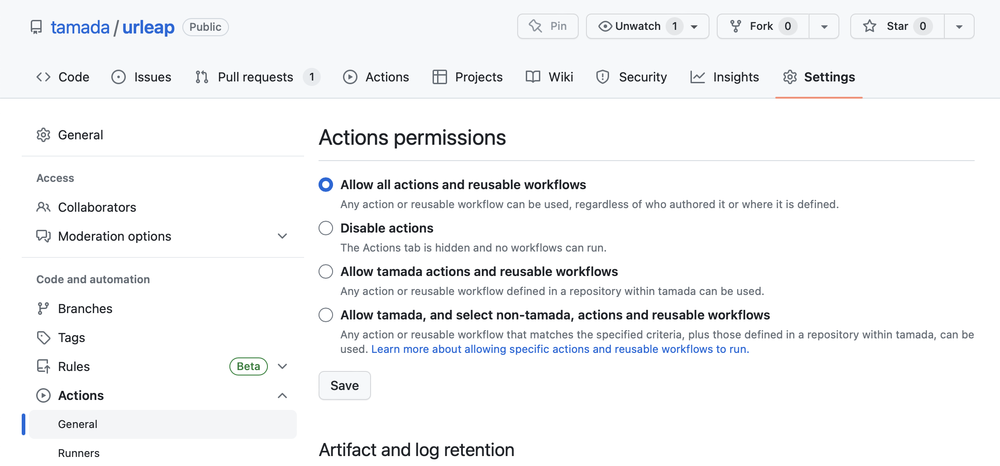 tamada / urleap Public
Pin
Unwatch 1
Fork 0
Star 0
Code
Issues
Pull requests 1
Actions
Projects
Wiki
Security
Insights
Settings
General
Access
Collaborators
Moderation options
Code and automation
Branches
Tags
Rules Beta
Actions
General
Runners
Actions permissions
Allow all actions and reusable workflows
Any action or reusable workflow can be used, regardless of who authored it or where it is defined.
Disable actions
The Actions tab is hidden and no workflows can run.
Allow tamada actions and reusable workflows
Any action or reusable workflow defined in a repository within tamada can be used.
Allow tamada, and select non-tamada, actions and reusable workflows
Any action or reusable workflow that matches the specified criteria, plus those defined in a repository within tamada, can be
used. Learn more about allowing specific actions and reusable workflows to run.
Save
Artifact and log retention